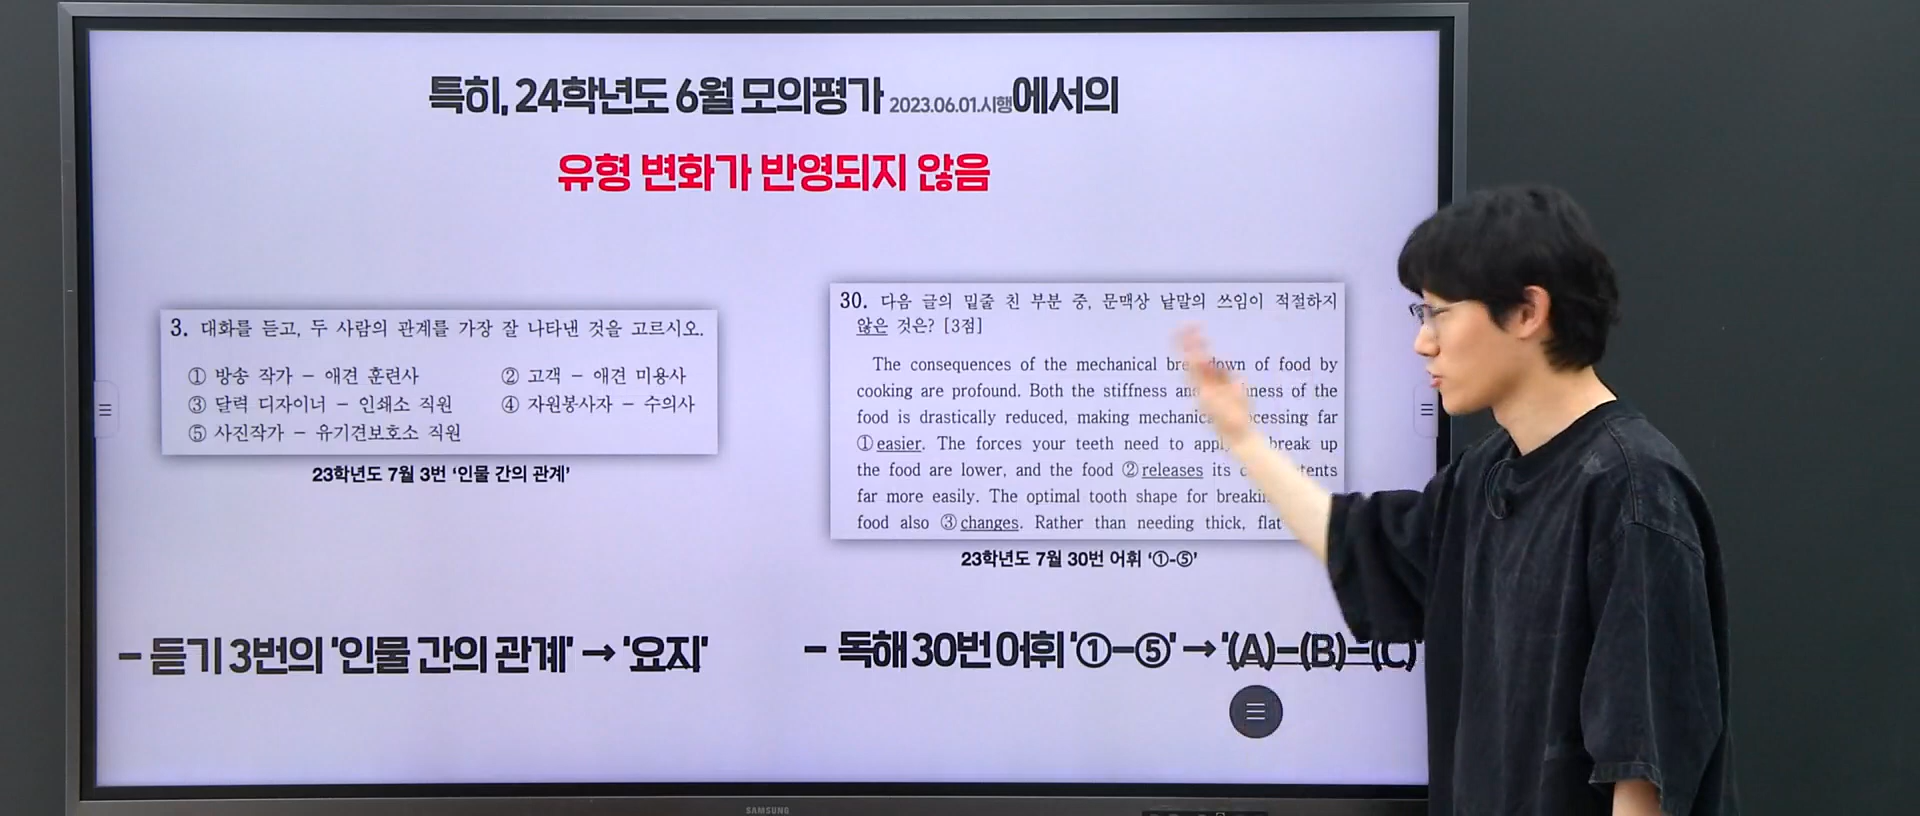 특히, 24학년도 6월 모의평가 2023.06.01.시행에서의
유형 변화가 반영되지 않음
3. 대화를 듣고, 두 사람의 관계를 가장 잘 나타낸 것을 고르시오.
① 방송 작가 - 애견 훈련사 ② 고객 - 애견 미용사
③ 달력 디자이너 - 인쇄소 직원 ④ 자원봉사자 - 수의사
⑤ 사진작가 - 유기견보호소 직원
23학년도 7월 3번 '인물 간의 관계'
- 듣기 3번의 '인물 간의 관계' → '요지'
30. 다음 글의 밑줄 친 부분 중, 문맥상 낱말의 쓰임이 적절하지
않은 것은? [3점]
The consequences of the mechanical of food by
cooking are profound. Both the stiffness of the
food is drastically reduced, making far
① easier. The forces your teeth need to break up
the food are lower, and the food ② releases its
far more easily. The optimal tooth shape for
food also ③ changes. Rather than needing thick, flat
23학년도 7월 30번 어휘 '①-⑤'
- 독해 30번 어휘 '①-⑤' → '(A)-(B)-(C)'
SAMSUNG